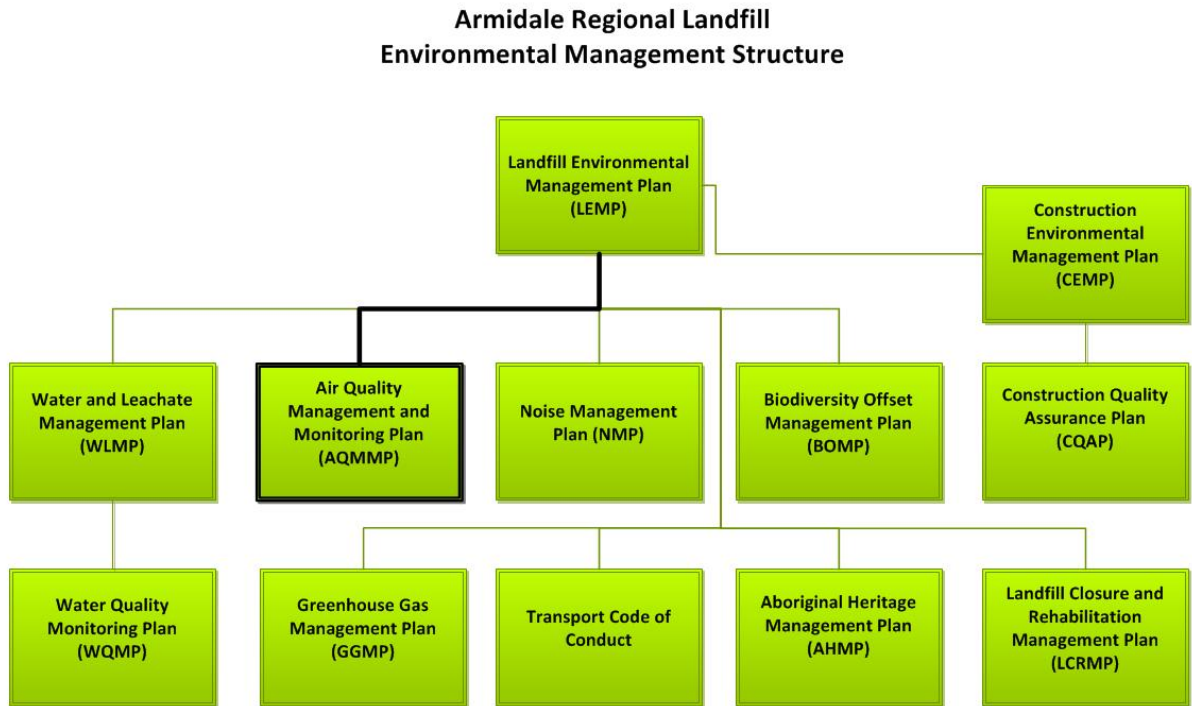 Armidale Regional Landfill
Environmental Management Structure
Landfill Environmental
Management Plan
(LEMP)
Construction
Environmental
Management Plan
(CEMP)
Water and Leachate
Management Plan
(WLMP)
Air Quality
Management and
Monitoring Plan
(AQMMP)
Noise Management
Plan (NMP)
Biodiversity Offset
Management Plan
(BOMP)
Construction Quality
Assurance Plan
(CQAP)
Water Quality
Monitoring Plan
(WQMP)
Greenhouse Gas
Management Plan
(GGMP)
Transport Code of
Conduct
Aboriginal Heritage
Management Plan
(AHMP)
Landfill Closure and
Rehabilitation
Management Plan
(LCRMP)